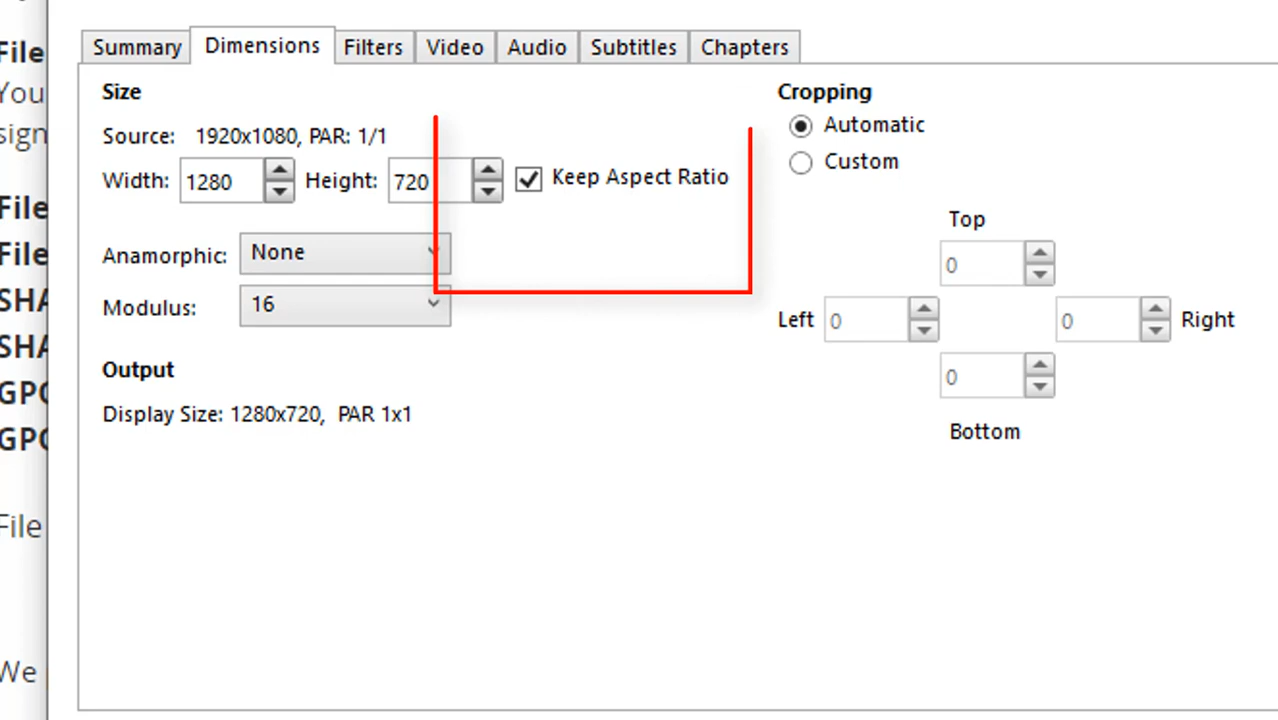 Summary Dimensions Filters Video Audio Subtitles Chapters
Size
Source: 1920x1080, PAR: 1/1
Width: 1280 Height: 720 Keep Aspect Ratio
Anamorphic: None
Modulus: 16
Output
Display Size: 1280x720, PAR 1x1
Cropping
Automatic
Custom
Top
0
Left 0 0 Right
0
Bottom
File
You
sign
File
File
SHA
SHA
GPG
GPG
File
We